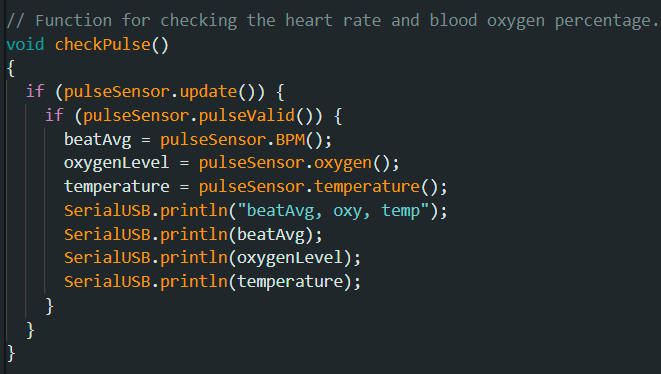 // Function for checking the heart rate and blood oxygen percentage.
void checkPulse()
{
  if (pulseSensor.update()) {
    if (pulseSensor.pulseValid()) {
      beatAvg = pulseSensor.BPM();
      oxygenLevel = pulseSensor.oxygen();
      temperature = pulseSensor.temperature();
      SerialUSB.println("beatAvg, oxy, temp");
      SerialUSB.println(beatAvg);
      SerialUSB.println(oxygenLevel);
      SerialUSB.println(temperature);
    }
  }
}